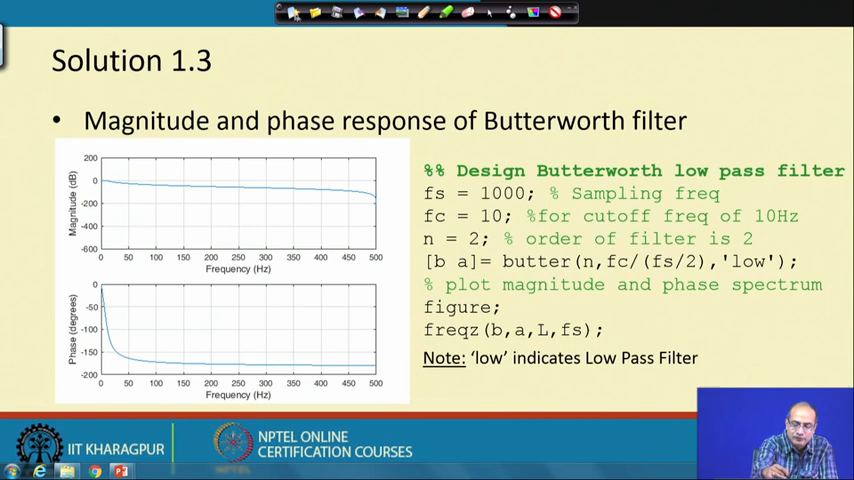 Solution 1.3
• Magnitude and phase response of Butterworth filter
200
0
-200
-400
-600
Magnitude (dB)
0 50 100 150 200 250 300 350 400 450 500
Frequency (Hz)
0
-50
-100
-150
-200
Phase (degrees)
0 50 100 150 200 250 300 350 400 450 500
Frequency (Hz)
%% Design Butterworth low pass filter
fs = 1000; % Sampling freq
fc = 10; %for cutoff freq of 10Hz
n = 2; % order of filter is 2
[b a]= butter(n,fc/(fs/2),'low');
% plot magnitude and phase spectrum
figure;
freqz(b,a,L,fs);
Note: ‘low’ indicates Low Pass Filter
IIT KHARAGPUR
NPTEL ONLINE
CERTIFICATION COURSES
NPTEL